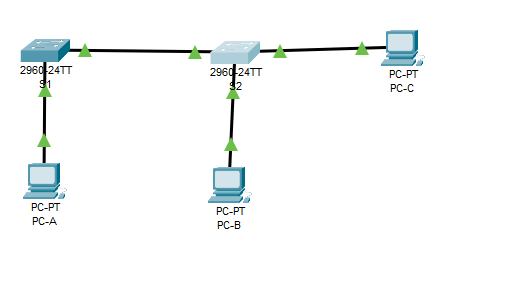 2960-24TT
S1
2960-24TT
S2
PC-PT
PC-C
PC-PT
PC-A
PC-PT
PC-B